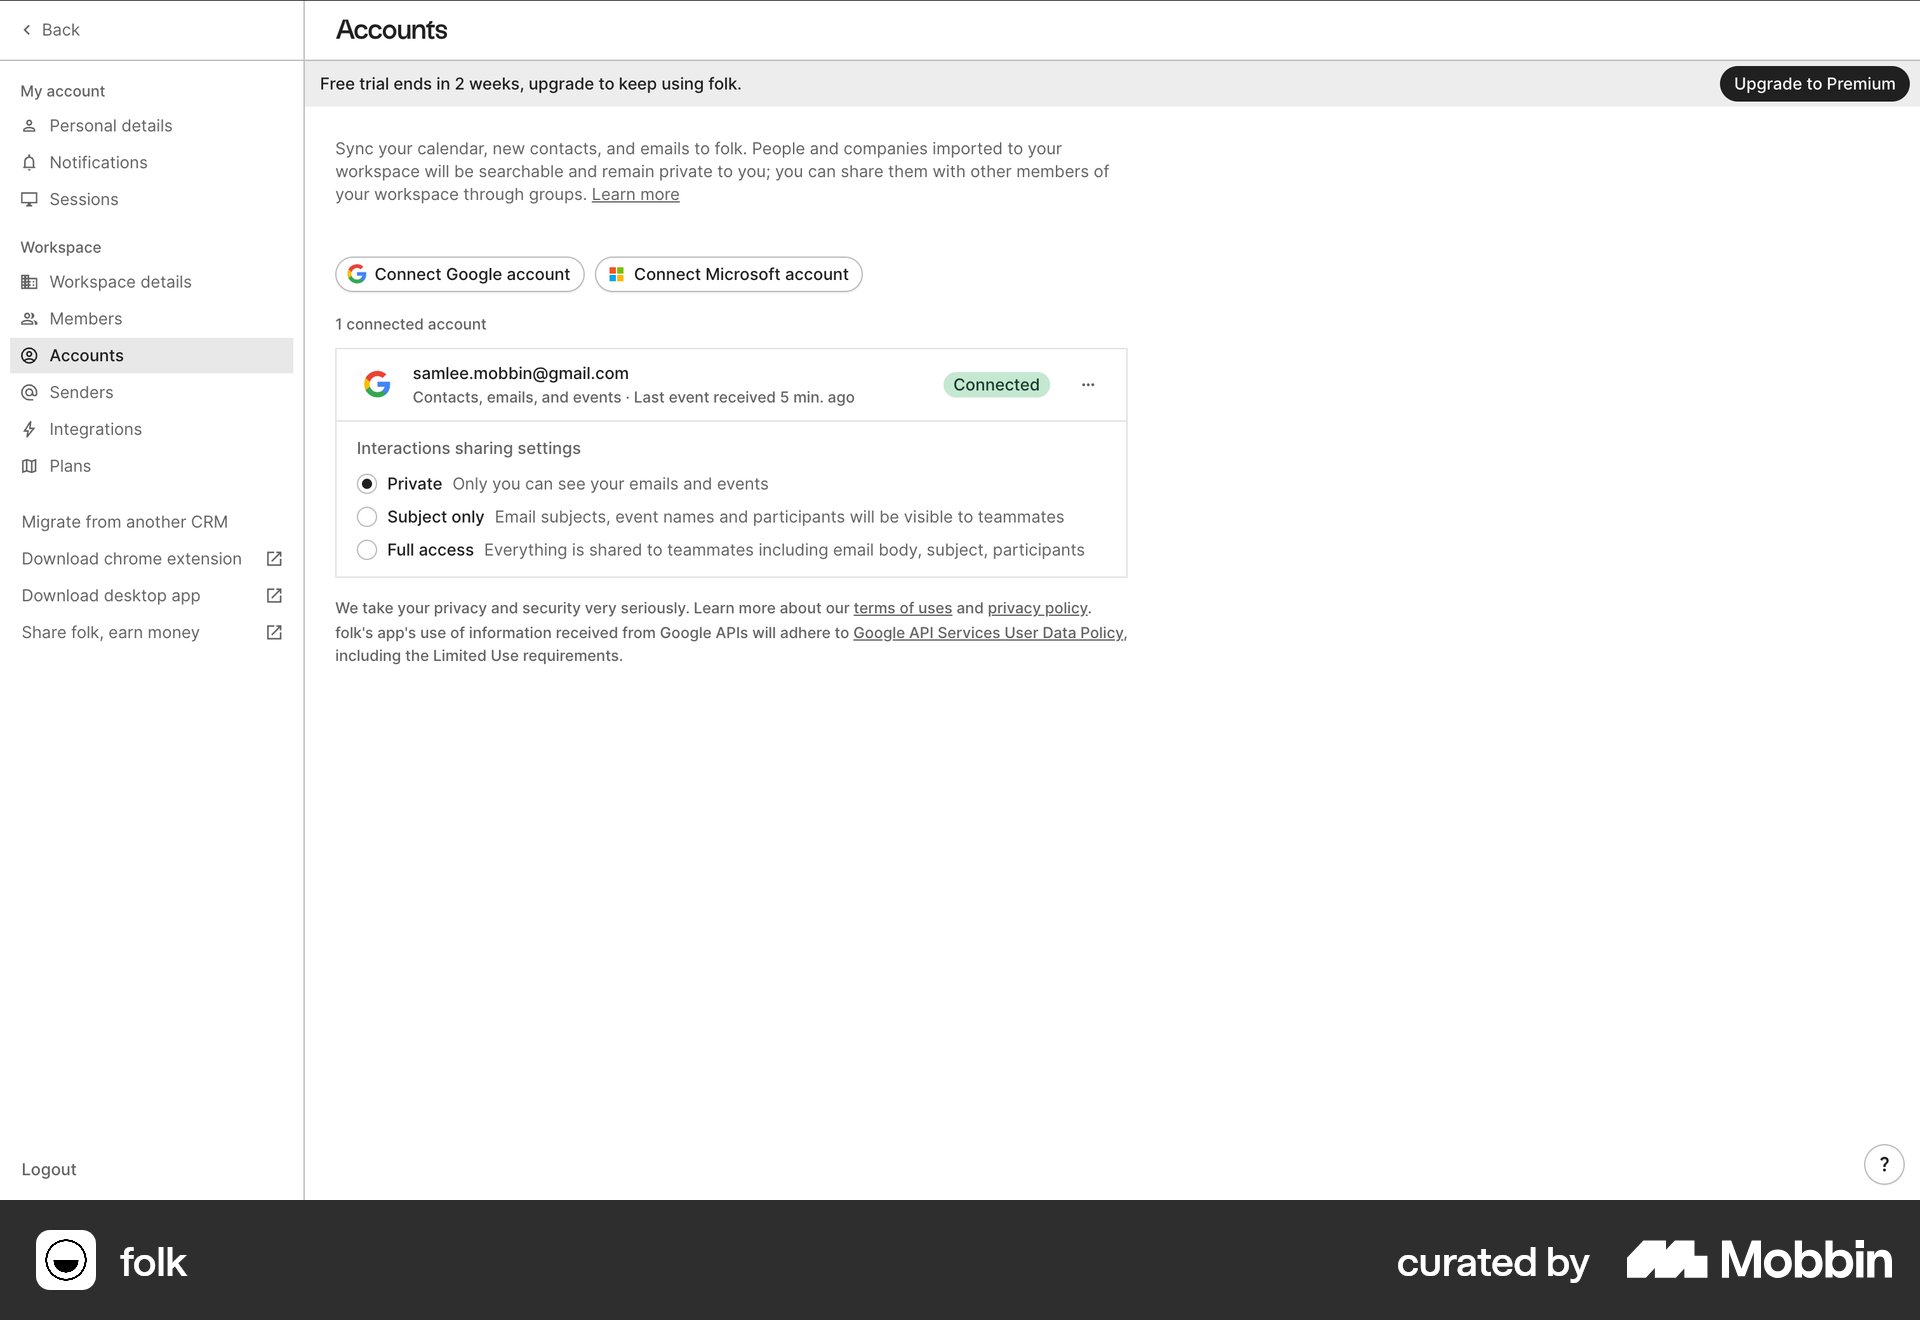 Back
My account
Personal details
Notifications
Sessions
Workspace
Workspace details
Members
Accounts
Senders
Integrations
Plans
Migrate from another CRM
Download chrome extension
Download desktop app
Share folk, earn money
Logout
Accounts
Free trial ends in 2 weeks, upgrade to keep using folk.
Upgrade to Premium
Sync your calendar, new contacts, and emails to folk. People and companies imported to your
workspace will be searchable and remain private to you; you can share them with other members of
your workspace through groups. Learn more
Connect Google account
Connect Microsoft account
1 connected account
samlee.mobbin@gmail.com
Contacts, emails, and events · Last event received 5 min. ago
Connected
Interactions sharing settings
Private Only you can see your emails and events
Subject only Email subjects, event names and participants will be visible to teammates
Full access Everything is shared to teammates including email body, subject, participants
We take your privacy and security very seriously. Learn more about our terms of uses and privacy policy.
folk's app's use of information received from Google APIs will adhere to Google API Services User Data Policy,
including the Limited Use requirements.
?
folk
curated by Mobbin